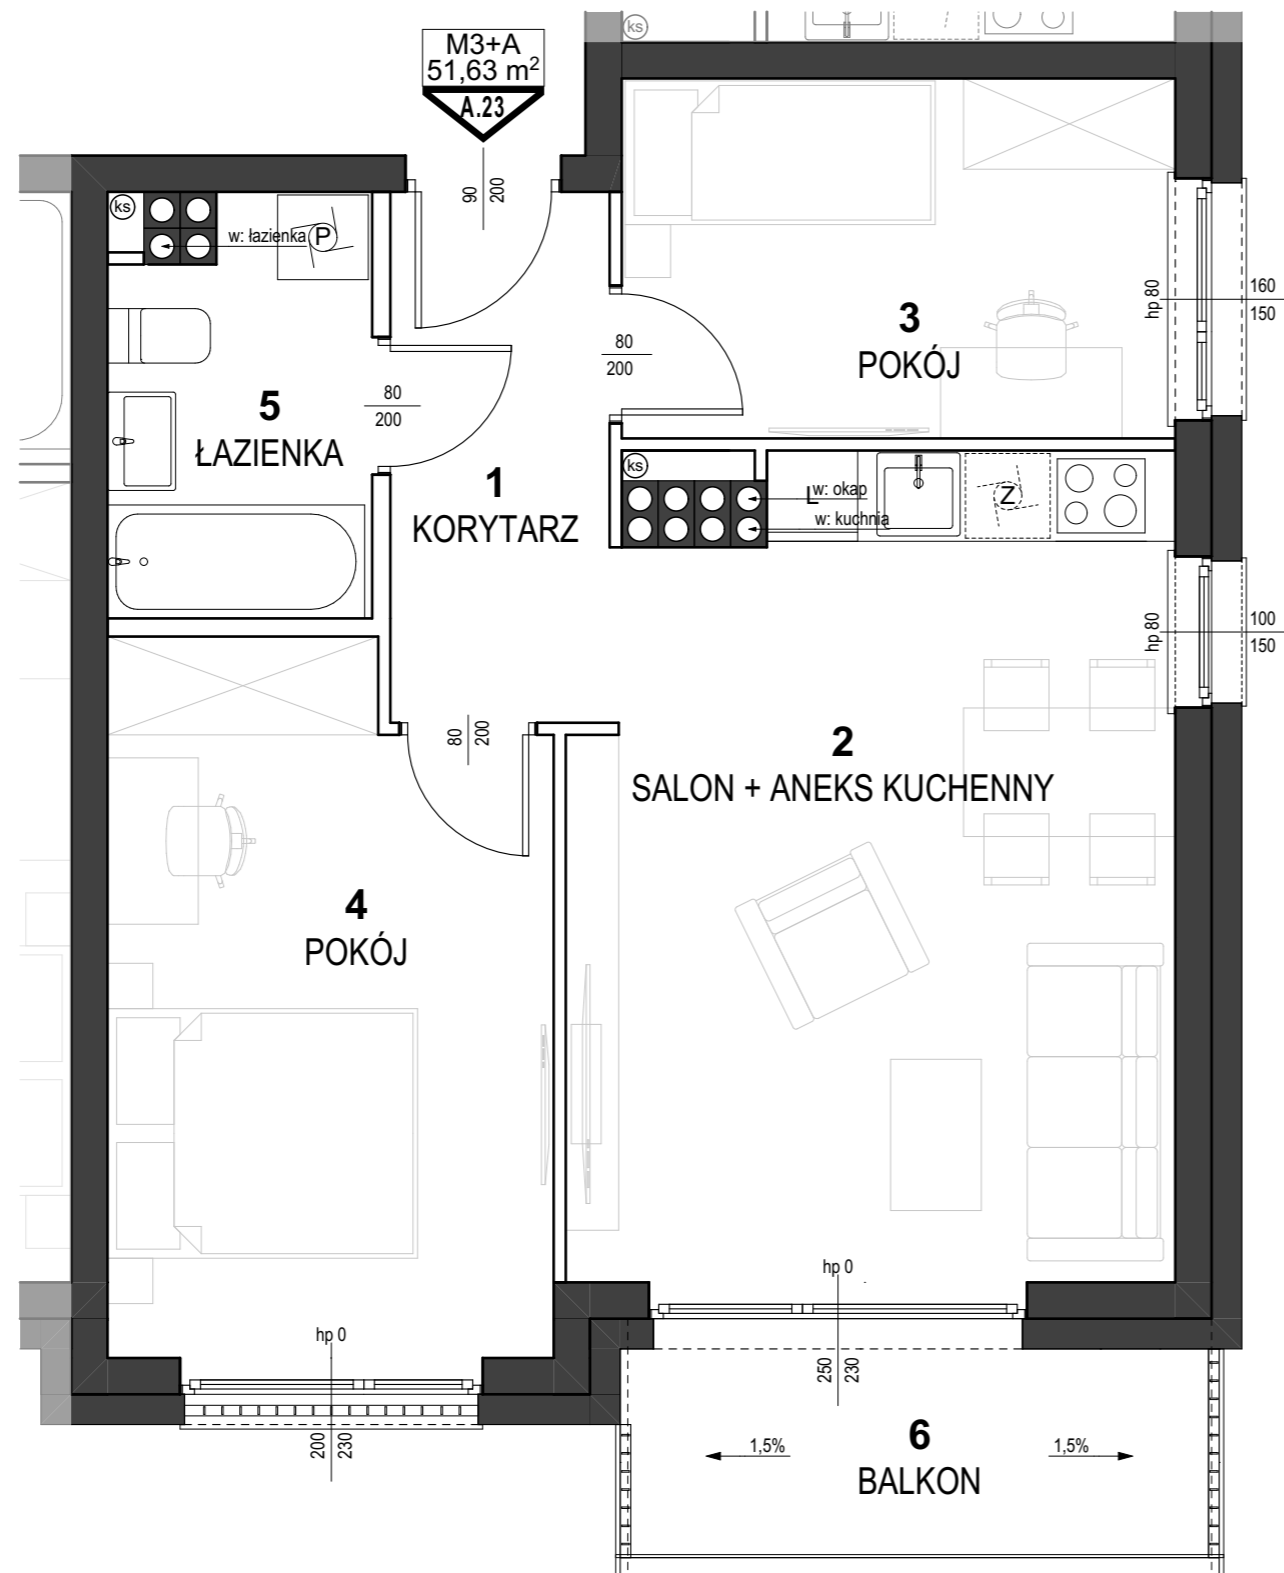 ks
M3+A
51,63 m²
A.23
90
200
ks
w: łazienka
P
80
200
5
ŁAZIENKA
80
200
3
POKÓJ
hp 80
160
150
1
KORYTARZ
ks
L
w: okap
w: kuchnia
Z
hp 80
100
150
80
200
2
SALON + ANEKS KUCHENNY
4
POKÓJ
hp 0
250
230
hp 0
200
230
1,5%
6
BALKON
1,5%